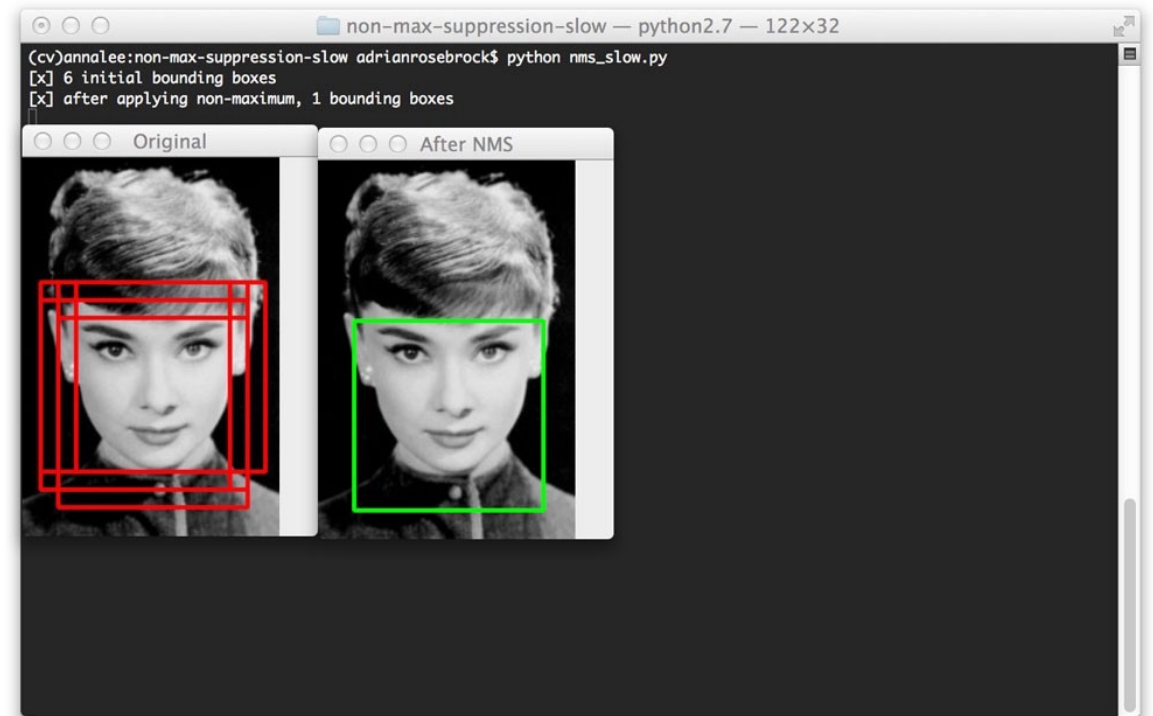 non-max-suppression-slow — python2.7 — 122×32
(cv)annalee:non-max-suppression-slow adrianrosebrock$ python nms_slow.py
[x] 6 initial bounding boxes
[x] after applying non-maximum, 1 bounding boxes
Original
After NMS